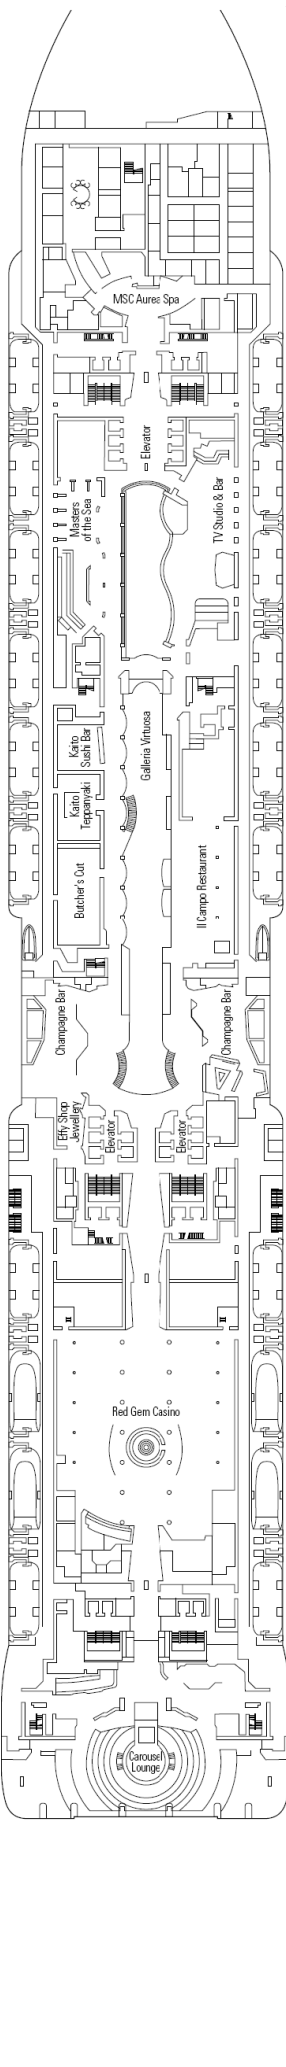 MSC Aurea Spa
Elevator
Masters
of the Sea
TV Studio & Bar
Kaito
Sushi Bar
Galleria Virtuosa
Kaito
Teppanyaki
Butcher's Cut
Il Campo Restaurant
Champagne Bar
Champagne Bar
Effy Shop
Jewellery
Elevator
Elevator
Red Gem Casino
Carousel
Lounge